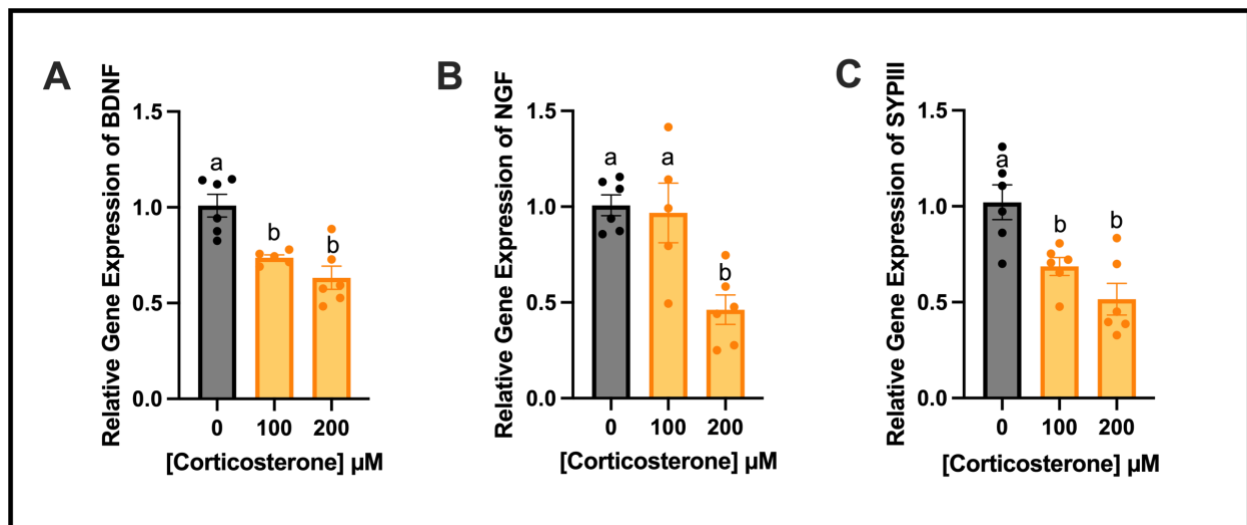 A
Relative Gene Expression of BDNF
1.5
1.0
0.5
0.0
a
b
b
0
100
200
[Corticosterone] µM
B
Relative Gene Expression of NGF
1.5
1.0
0.5
0.0
a
a
b
0
100
200
[Corticosterone] µM
C
Relative Gene Expression of SYPIII
1.5
1.0
0.5
0.0
a
b
b
0
100
200
[Corticosterone] µM